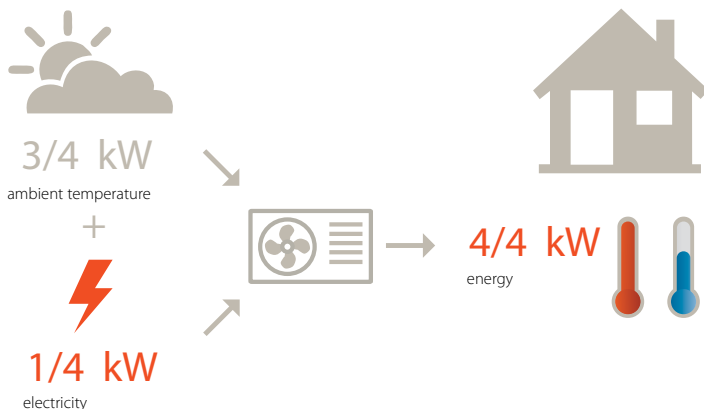 3/4 kW
ambient temperature
+
1/4 kW
electricity
4/4 kW
energy